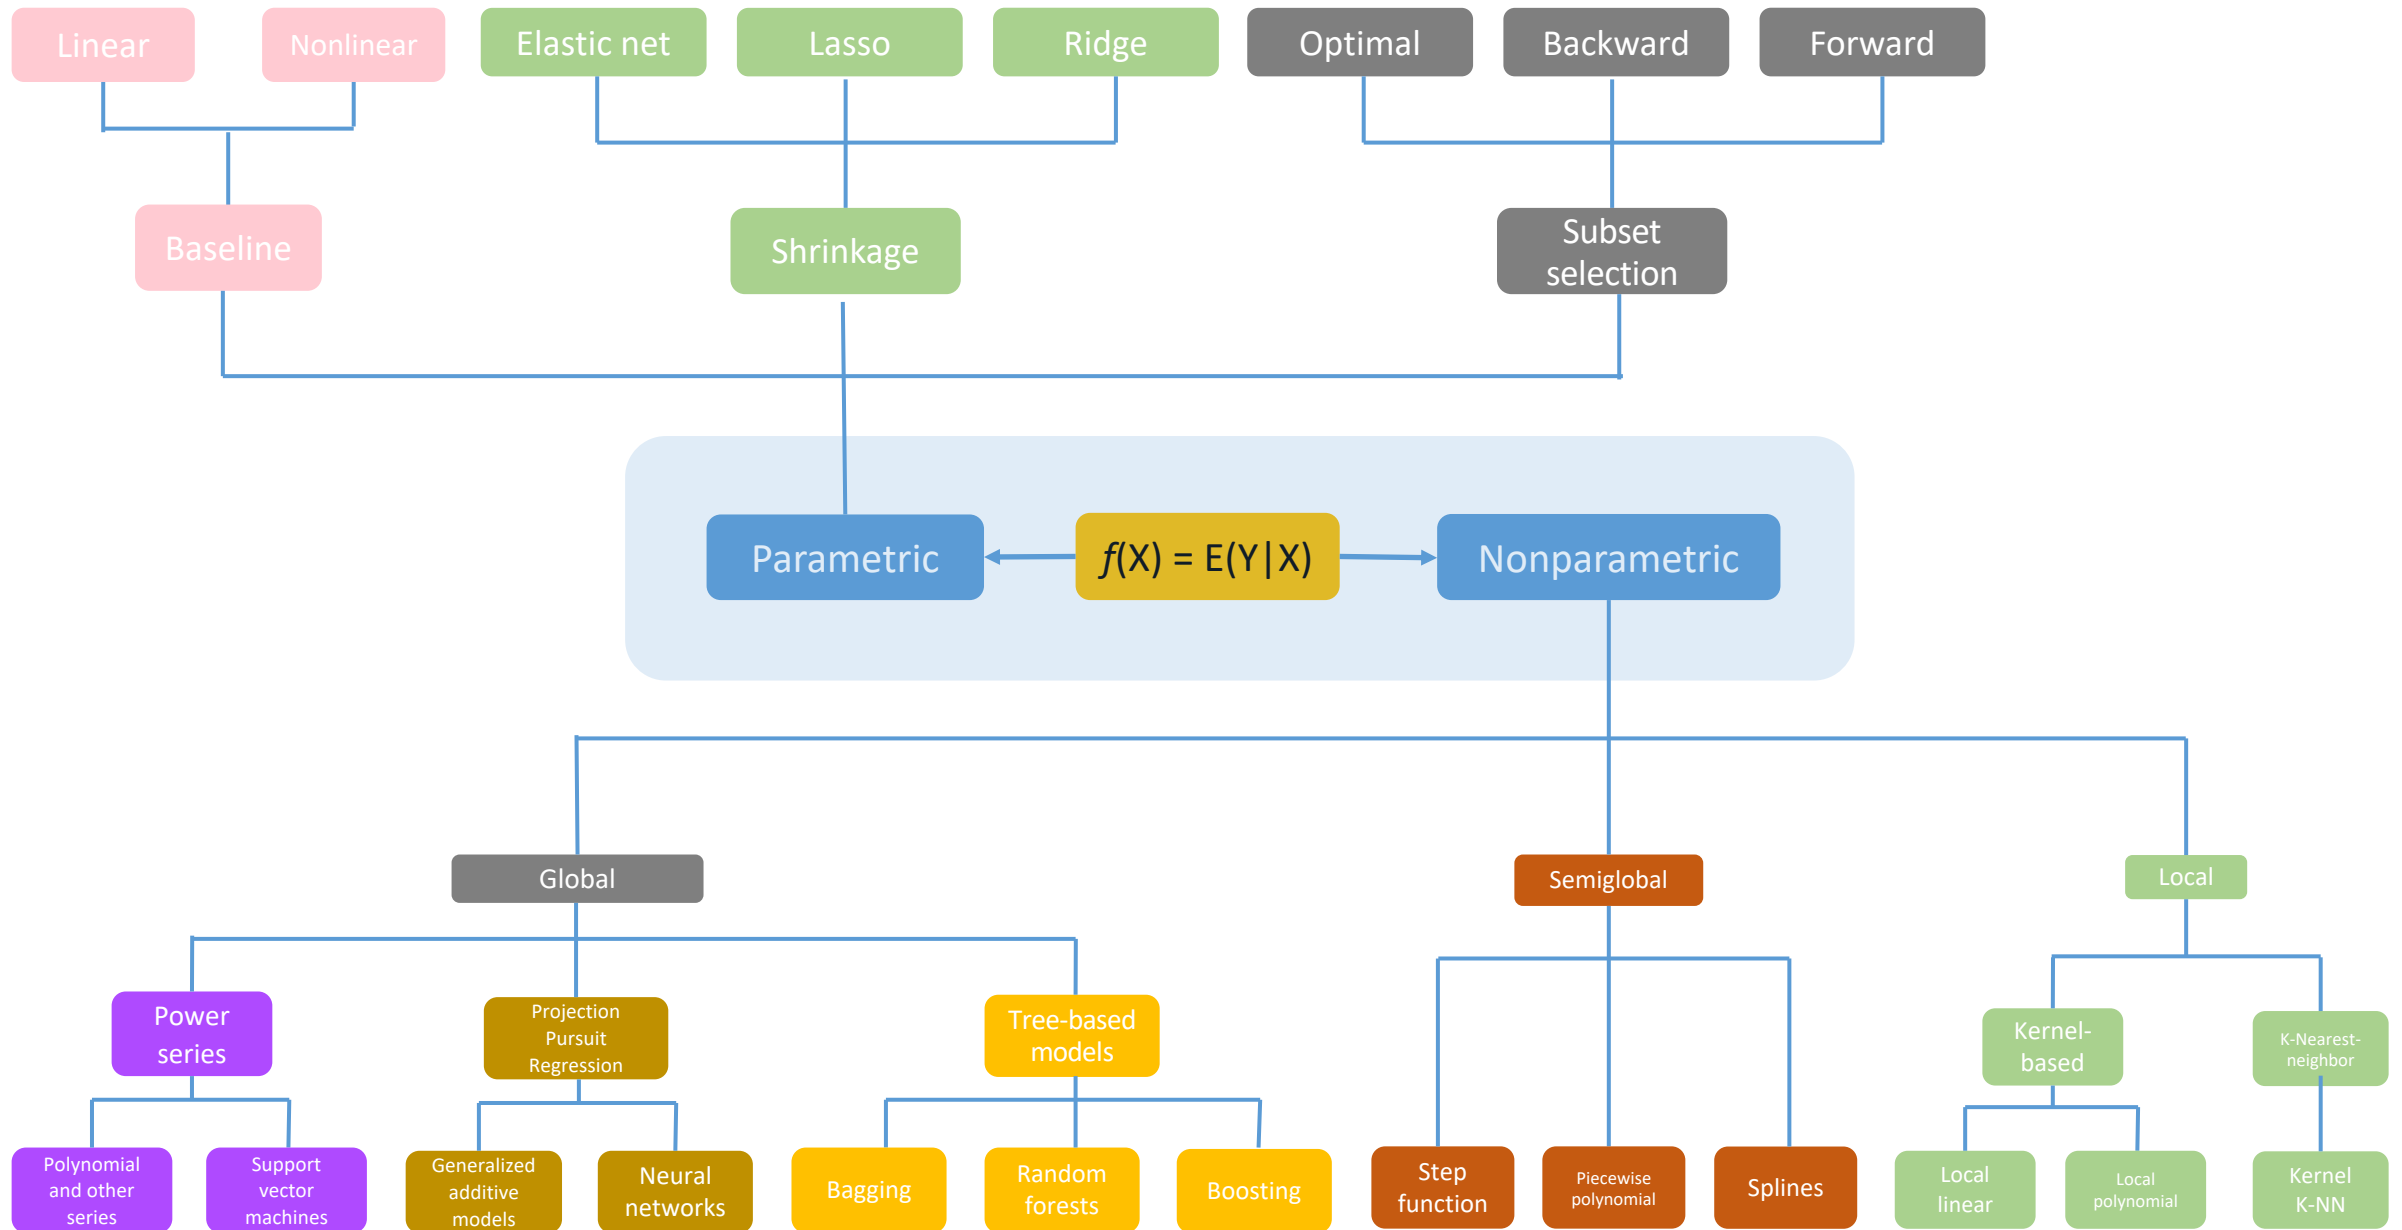 Linear
Nonlinear
Elastic net
Lasso
Ridge
Optimal
Backward
Forward
Baseline
Shrinkage
Subset
selection
Parametric
f(X) = E(Y|X)
Nonparametric
Global
Semiglobal
Local
Power
series
Projection
Pursuit
Regression
Tree-based
models
Kernel-
based
K-Nearest-
neighbor
Polynomial
and other
series
Support
vector
machines
Generalized
additive
models
Neural
networks
Bagging
Random
forests
Boosting
Step
function
Piecewise
polynomial
Splines
Local
linear
Local
polynomial
Kernel
K-NN